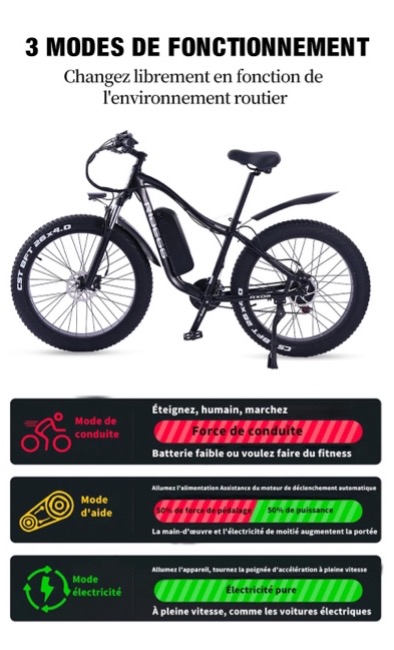 3 MODES DE FONCTIONNEMENT
Changez librement en fonction de
l'environnement routier
CST BFT 26x4.0
CST BFT 26x4.0
Mode de
conduite
Éteignez, humain, marchez
Force de conduite
Batterie faible ou voulez faire du fitness
Mode
d'aide
Allumez l'alimentation Assistance du moteur de déclenchement automatique
50% de force de pédalage
50% de puissance
La main-d'œuvre et l'électricité de moitié augmentent la portée
Mode
électricité
Allumez l'appareil, tournez la poignée d'accélération à pleine vitesse
Électricité pure
À pleine vitesse, comme les voitures électriques